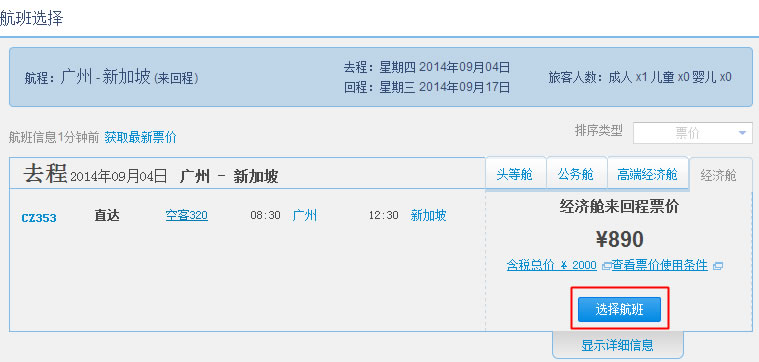 航班选择
航程：广州 - 新加坡 (来回程)
去程：星期四 2014年09月04日
回程：星期三 2014年09月17日
旅客人数：成人 x1 儿童 x0 婴儿 x0
航班信息1分钟前 获取最新票价
排序类型 票价
去程 2014年09月04日 广州 - 新加坡
头等舱 公务舱 高端经济舱 经济舱
CZ353 直达 空客320 08:30 广州 12:30 新加坡
经济舱来回程票价
¥890
含税总价 ¥ 2000 查看票价使用条件
选择航班
显示详细信息